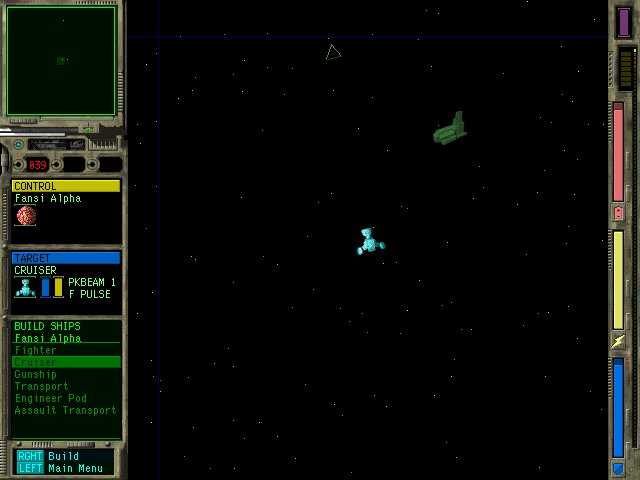 039
CONTROL
Fansi Alpha
TARGET
CRUISER
PKBEAM 1
F PULSE
BUILD SHIPS
Fansi Alpha
Fighter
Cruiser
Gunship
Transport
Engineer Pod
Assault Transport
RGHT Build
LEFT Main Menu